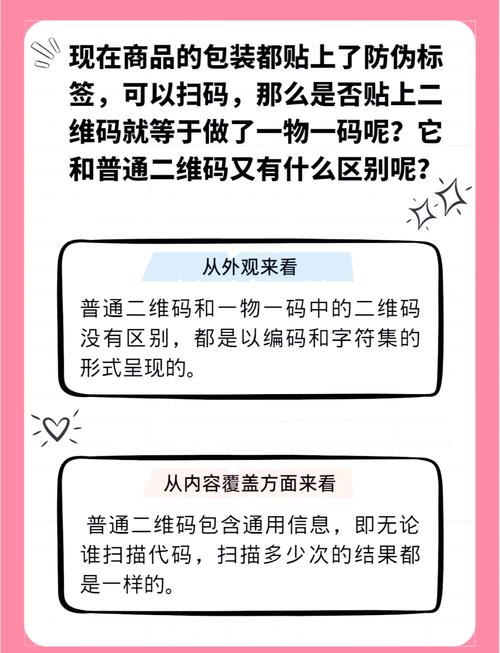 现在商品的包装都贴上了防伪标
签，可以扫码，那么是否贴上二
维码就等于做了一物一码呢？它
和普通二维码又有什么区别呢？
从外观来看
普通二维码和一物一码中的二维码
没有区别，都是以编码和字符集的
形式呈现的。
从内容覆盖方面来看
普通二维码包含通用信息，即无论
谁扫描代码，扫描多少次的结果都
是一样的。